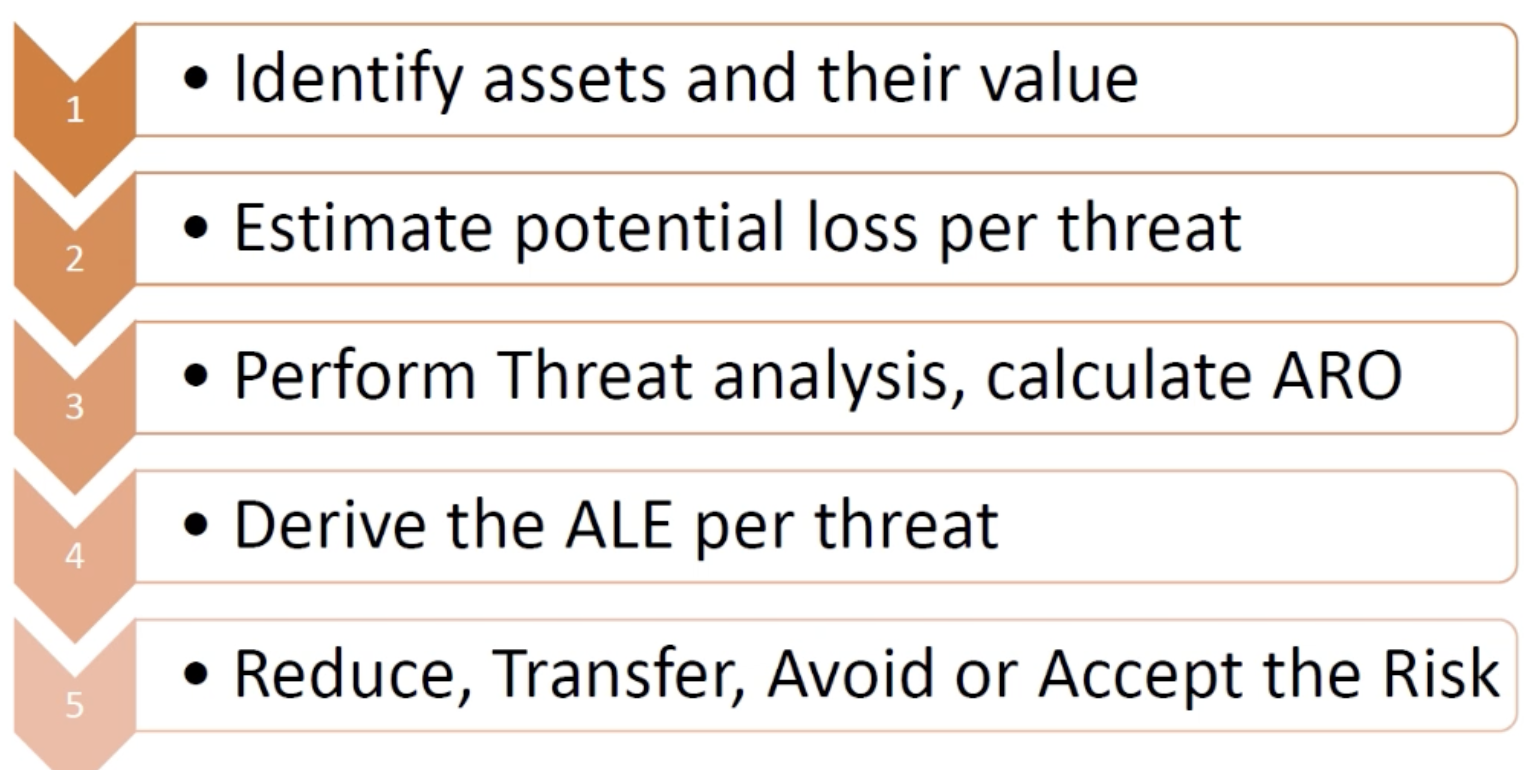 1 • Identify assets and their value
2 • Estimate potential loss per threat
3 • Perform Threat analysis, calculate ARO
4 • Derive the ALE per threat
5 • Reduce, Transfer, Avoid or Accept the Risk